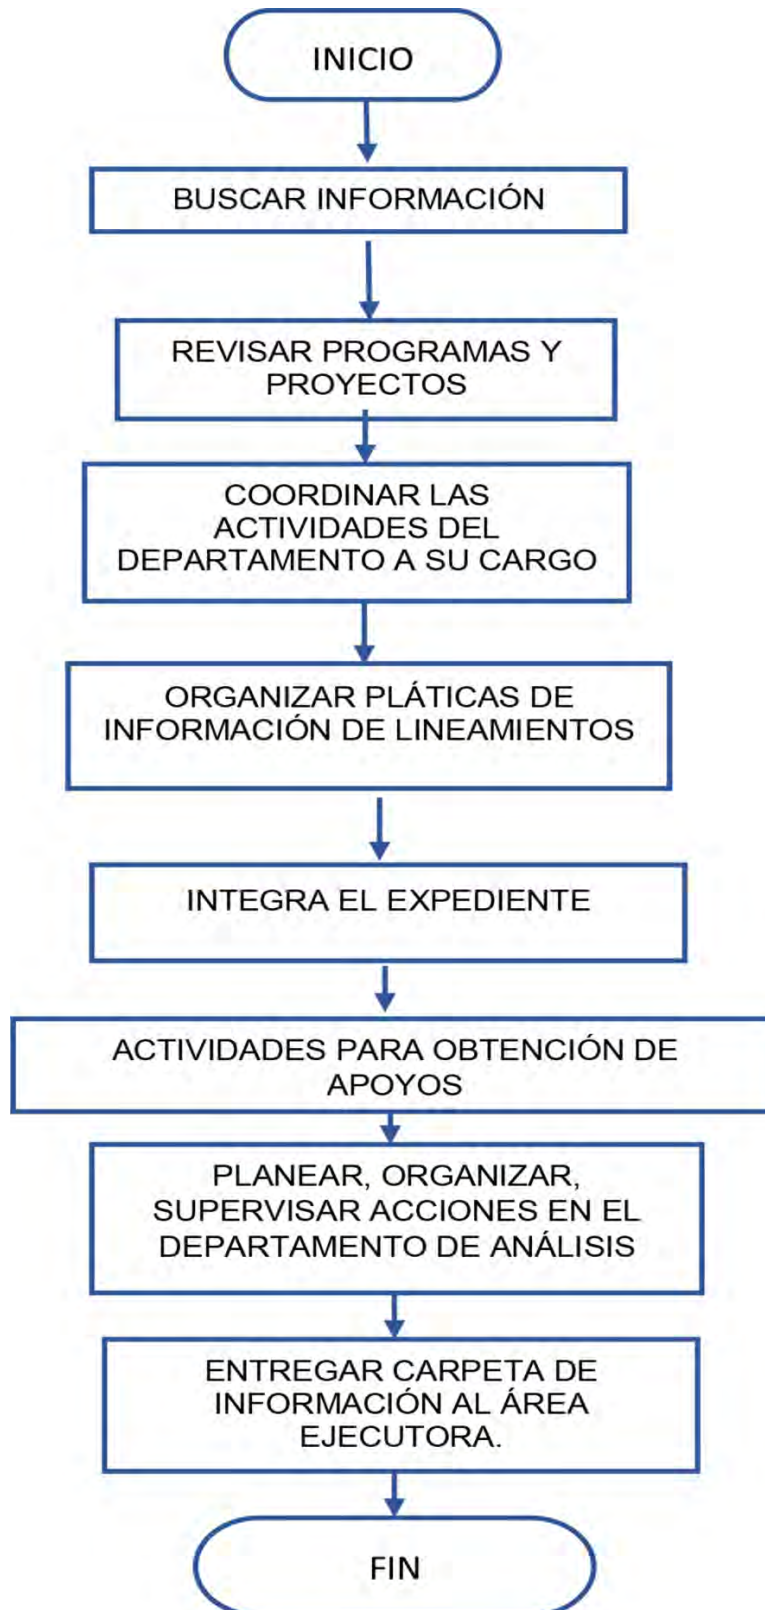 INICIO
BUSCAR INFORMACIÓN
REVISAR PROGRAMAS Y
PROYECTOS
COORDINAR LAS
ACTIVIDADES DEL
DEPARTAMENTO A SU CARGO
ORGANIZAR PLÁTICAS DE
INFORMACIÓN DE LINEAMIENTOS
INTEGRA EL EXPEDIENTE
ACTIVIDADES PARA OBTENCIÓN DE
APOYOS
PLANEAR, ORGANIZAR,
SUPERVISAR ACCIONES EN EL
DEPARTAMENTO DE ANÁLISIS
ENTREGAR CARPETA DE
INFORMACIÓN AL ÁREA
EJECUTORA.
FIN